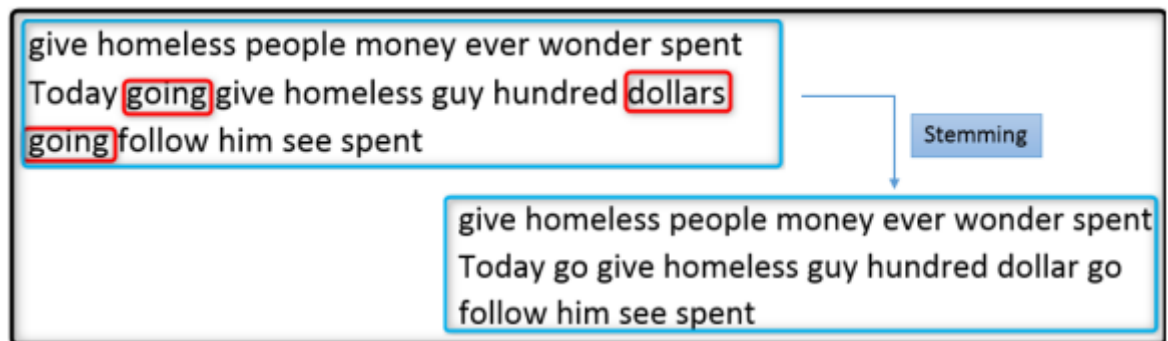 give homeless people money ever wonder spent
Today going give homeless guy hundred dollars
going follow him see spent
Stemming
give homeless people money ever wonder spent
Today go give homeless guy hundred dollar go
follow him see spent